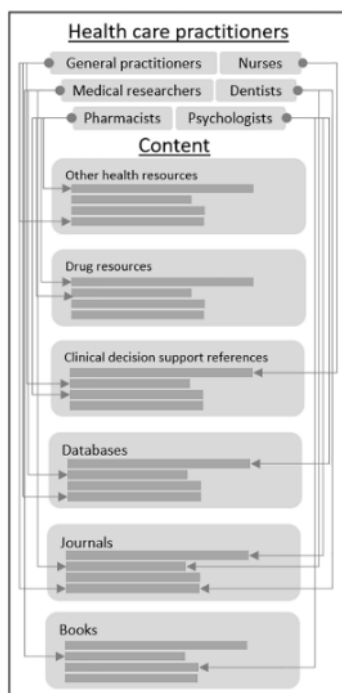 Health care practitioners
General practitioners Nurses
Medical researchers Dentists
Pharmacists Psychologists
Content
Other health resources
Drug resources
Clinical decision support references
Databases
Journals
Books